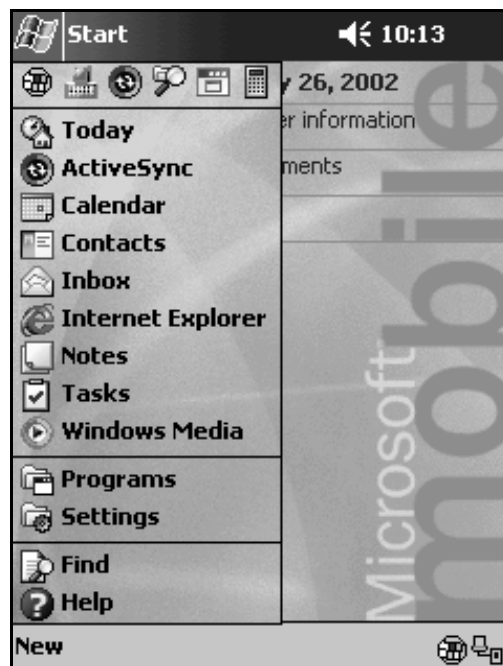 Start 10:13
y 26, 2002
er information
ments
Today
ActiveSync
Calendar
Contacts
Inbox
Internet Explorer
Notes
Tasks
Windows Media
Programs
Settings
Find
Help
Microsoft
mobile
New